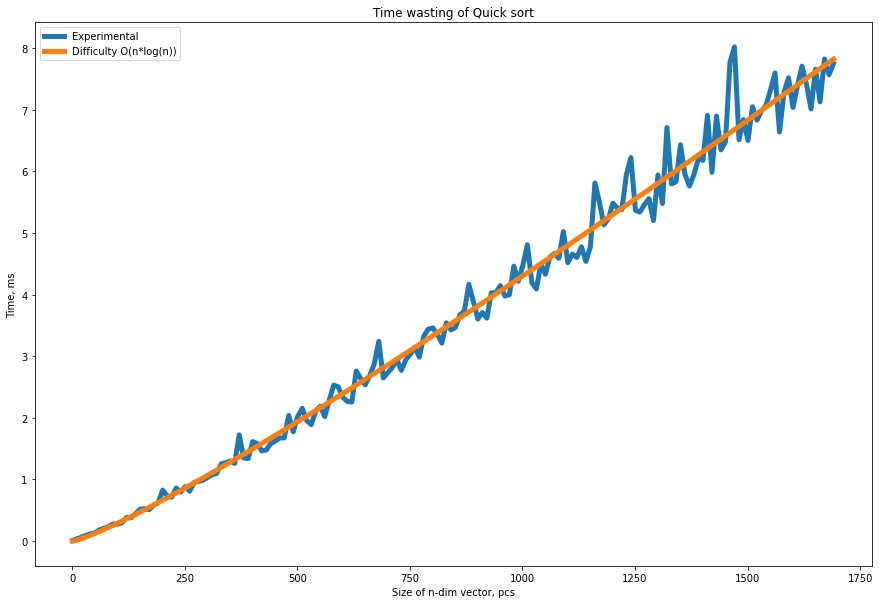 Time wasting of Quick sort
Experimental
Difficulty O(n*log(n))
8
7
6
5
4
3
2
1
0
Time, ms
0 250 500 750 1000 1250 1500 1750
Size of n-dim vector, pcs